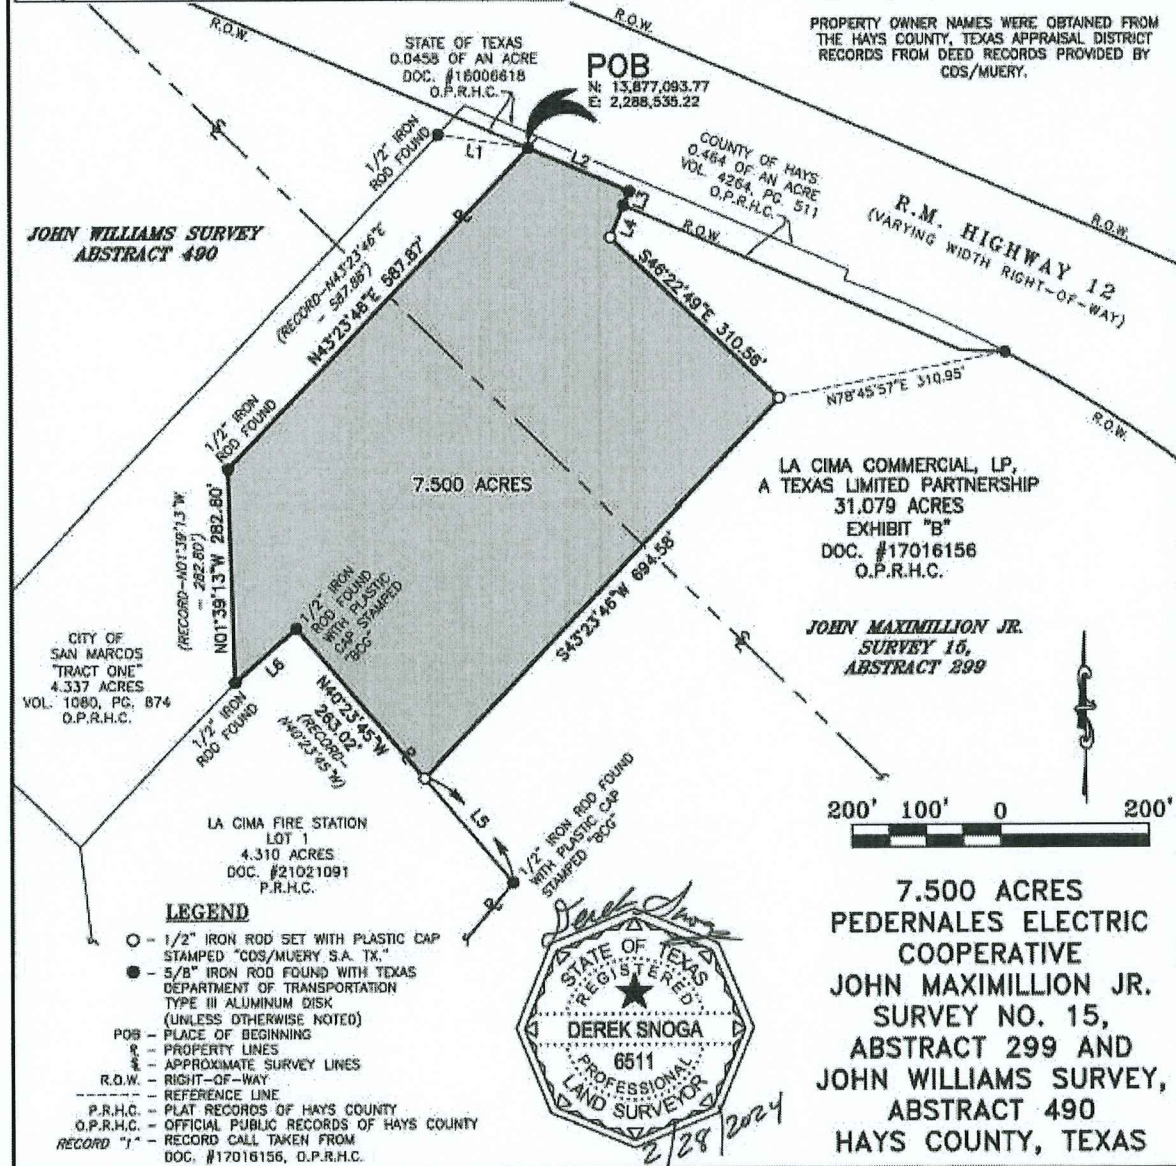 PROPERTY OWNER NAMES WERE OBTAINED FROM
THE HAYS COUNTY, TEXAS APPRAISAL DISTRICT
RECORDS FROM DEED RECORDS PROVIDED BY
CDS/MUERY.
R.O.W.
R.O.W.
STATE OF TEXAS
0.0458 OF AN ACRE
DOC. #16006618
O.P.R.H.C.
POB
N: 13,877,093.77
E: 2,288,535.22
1/2" IRON
ROD FOUND
L1
L2
L3
L4
COUNTY OF HAYS
0.464 OF AN ACRE
VOL. 4264, PG. 511
O.P.R.H.C.
R.O.W.
R.M. HIGHWAY 12
(VARYING WIDTH RIGHT-OF-WAY)
R.O.W.
R.O.W.
JOHN WILLIAMS SURVEY
ABSTRACT 490
(RECORD-N43°23'46"E
- 587.88')
N43°23'46"E 587.87'
S46°22'49"E 310.56'
N78°45'57"E 310.95'
1/2" IRON
ROD FOUND
7.500 ACRES
LA CIMA COMMERCIAL, LP,
A TEXAS LIMITED PARTNERSHIP
31.079 ACRES
EXHIBIT "B"
DOC. #17016156
O.P.R.H.C.
(RECORD-N01°39'13"W
- 282.80')
N01°39'13"W 282.80'
1/2" IRON
ROD FOUND
WITH PLASTIC
CAP STAMPED
"BCG"
S43°23'46"W 694.58'
JOHN MAXIMILLION JR.
SURVEY 15,
ABSTRACT 299
CITY OF
SAN MARCOS
"TRACT ONE"
4.337 ACRES
VOL. 1080, PG. 874
O.P.R.H.C.
L6
1/2" IRON
ROD FOUND
N40°23'45"W
263.02'
(RECORD-
N40°23'45"W)
L5
1/2" IRON ROD FOUND
WITH PLASTIC CAP
STAMPED "BCG"
LA CIMA FIRE STATION
LOT 1
4.310 ACRES
DOC. #21021091
P.R.H.C.
200' 100' 0 200'
LEGEND
- 1/2" IRON ROD SET WITH PLASTIC CAP
STAMPED "CDS/MUERY S.A. TX."
- 5/8" IRON ROD FOUND WITH TEXAS
DEPARTMENT OF TRANSPORTATION
TYPE III ALUMINUM DISK
(UNLESS OTHERWISE NOTED)
POB - PLACE OF BEGINNING
- PROPERTY LINES
- APPROXIMATE SURVEY LINES
R.O.W. - RIGHT-OF-WAY
- REFERENCE LINE
P.R.H.C. - PLAT RECORDS OF HAYS COUNTY
O.P.R.H.C. - OFFICIAL PUBLIC RECORDS OF HAYS COUNTY
RECORD "1" - RECORD CALL TAKEN FROM
DOC. #17016156, O.P.R.H.C.
STATE OF TEXAS
REGISTERED
DEREK SNOGA
6511
PROFESSIONAL
LAND SURVEYOR
2/28/2024
7.500 ACRES
PEDERNALES ELECTRIC
COOPERATIVE
JOHN MAXIMILLION JR.
SURVEY NO. 15,
ABSTRACT 299 AND
JOHN WILLIAMS SURVEY,
ABSTRACT 490
HAYS COUNTY, TEXAS